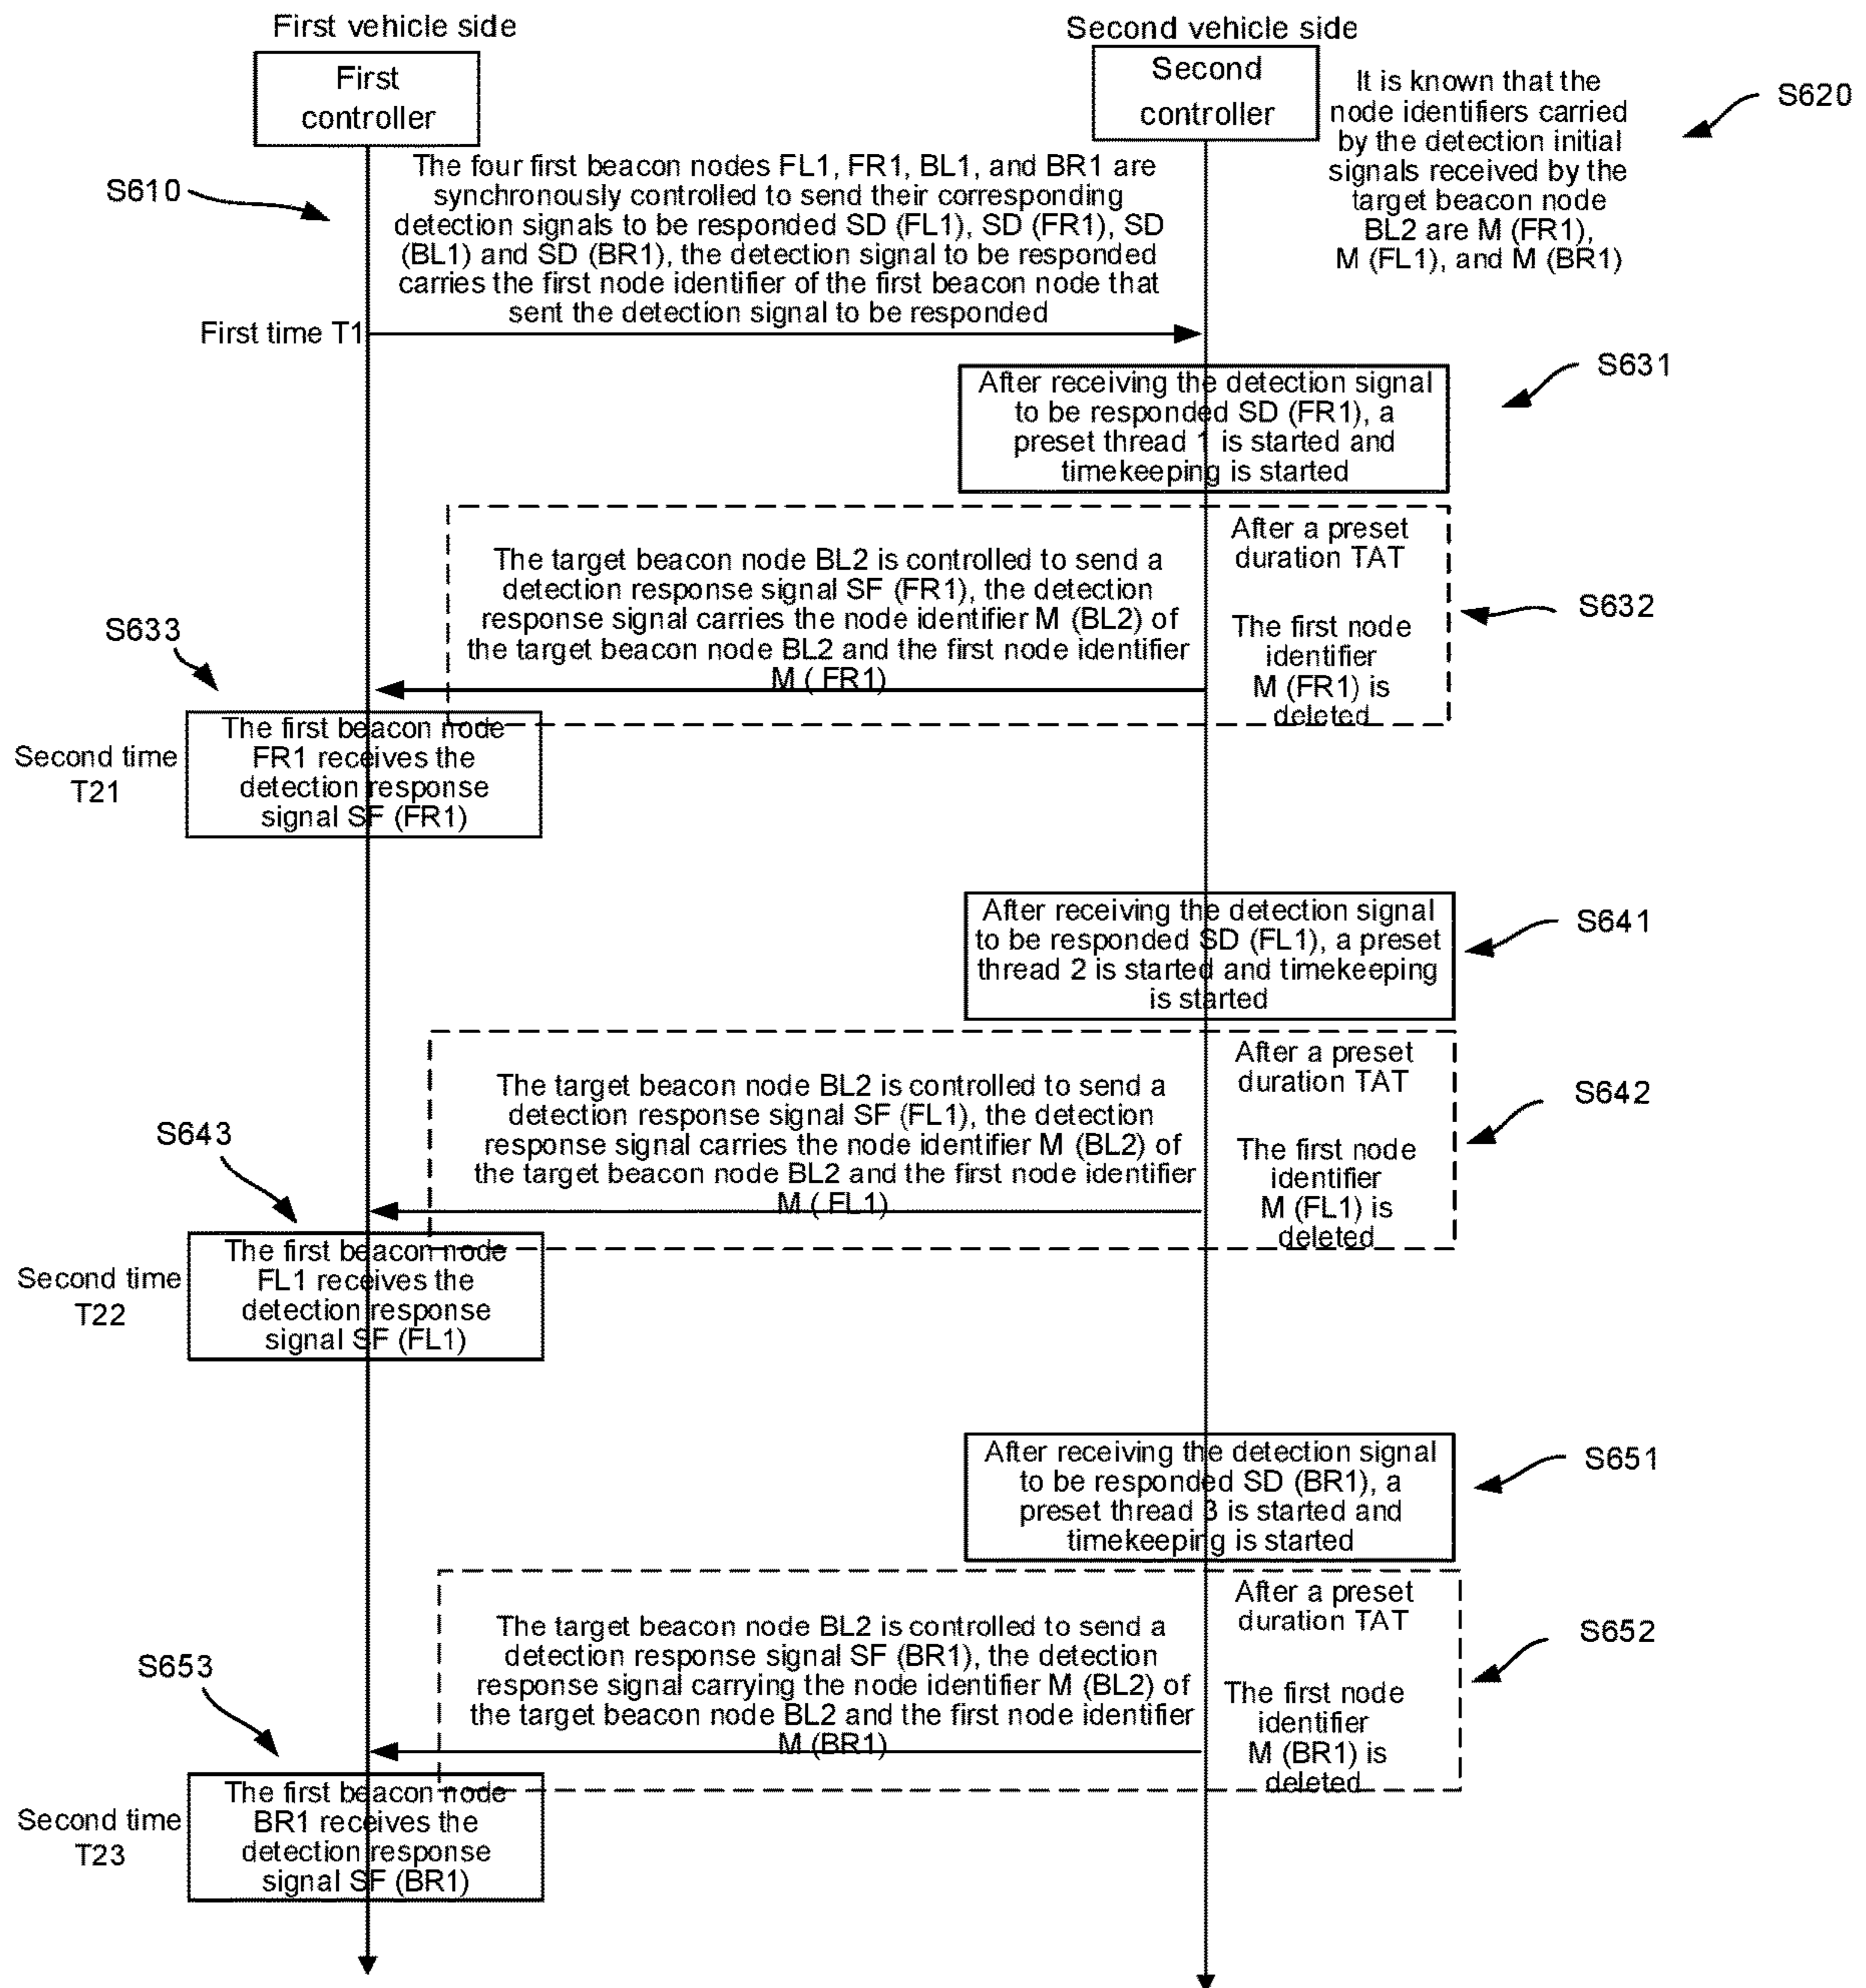 First vehicle side
Second vehicle side
First
controller
Second
controller
It is known that the
node identifiers carried
by the detection initial
signals received by the
target beacon node
BL2 are M (FR1),
M (FL1), and M (BR1)
S620
S610
The four first beacon nodes FL1, FR1, BL1, and BR1 are
synchronously controlled to send their corresponding
detection signals to be responded SD (FL1), SD (FR1), SD
(BL1) and SD (BR1), the detection signal to be responded
carries the first node identifier of the first beacon node that
sent the detection signal to be responded
First time T1
After receiving the detection signal
to be responded SD (FR1), a
preset thread 1 is started and
timekeeping is started
S631
The target beacon node BL2 is controlled to send a
detection response signal SF (FR1), the detection
response signal carries the node identifier M (BL2) of
the target beacon node BL2 and the first node identifier
M ( FR1)
After a preset
duration TAT
The first node
identifier
M (FR1) is
deleted
S632
S633
Second time
T21
The first beacon node
FR1 receives the
detection response
signal SF (FR1)
After receiving the detection signal
to be responded SD (FL1), a preset
thread 2 is started and timekeeping
is started
S641
The target beacon node BL2 is controlled to send a
detection response signal SF (FL1), the detection
response signal carries the node identifier M (BL2) of
the target beacon node BL2 and the first node identifier
M ( FL1)
After a preset
duration TAT
The first node
identifier
M (FL1) is
deleted
S642
S643
Second time
T22
The first beacon node
FL1 receives the
detection response
signal SF (FL1)
After receiving the detection signal
to be responded SD (BR1), a
preset thread 3 is started and
timekeeping is started
S651
The target beacon node BL2 is controlled to send a
detection response signal SF (BR1), the detection
response signal carrying the node identifier M (BL2) of
the target beacon node BL2 and the first node identifier
M (BR1)
After a preset
duration TAT
The first node
identifier
M (BR1) is
deleted
S652
S653
Second time
T23
The first beacon node
BR1 receives the
detection response
signal SF (BR1)